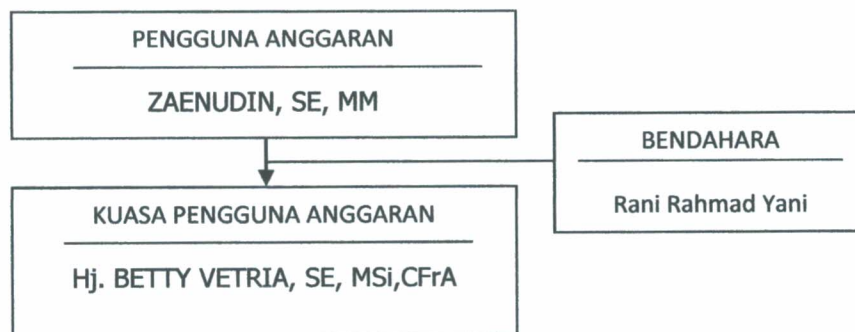 PENGGUNA ANGGARAN
ZAENUDIN, SE, MM
BENDAHARA
Rani Rahmad Yani
KUASA PENGGUNA ANGGARAN
Hj. BETTY VETRIA, SE, MSi,CFrA